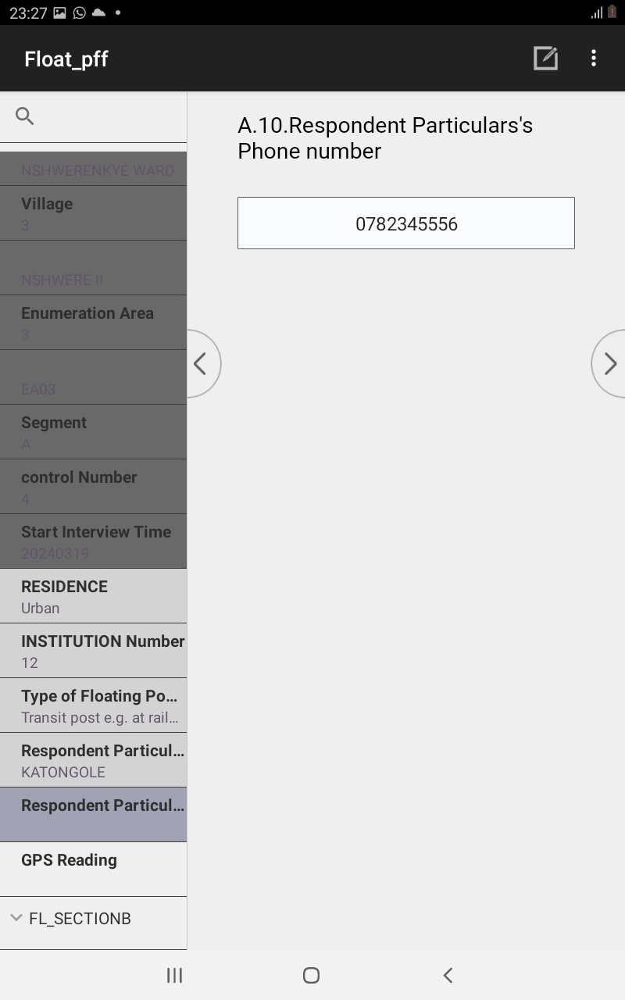 23:27
Float_pff
NSHWERENKYE WARD
Village
3
NSHWERE II
Enumeration Area
3
EA03
Segment
A
control Number
4
Start Interview Time
20240319
RESIDENCE
Urban
INSTITUTION Number
12
Type of Floating Po...
Transit post e.g. at rail...
Respondent Particul...
KATONGOLE
Respondent Particul...
GPS Reading
FL_SECTIONB
A.10.Respondent Particulars's
Phone number
0782345556